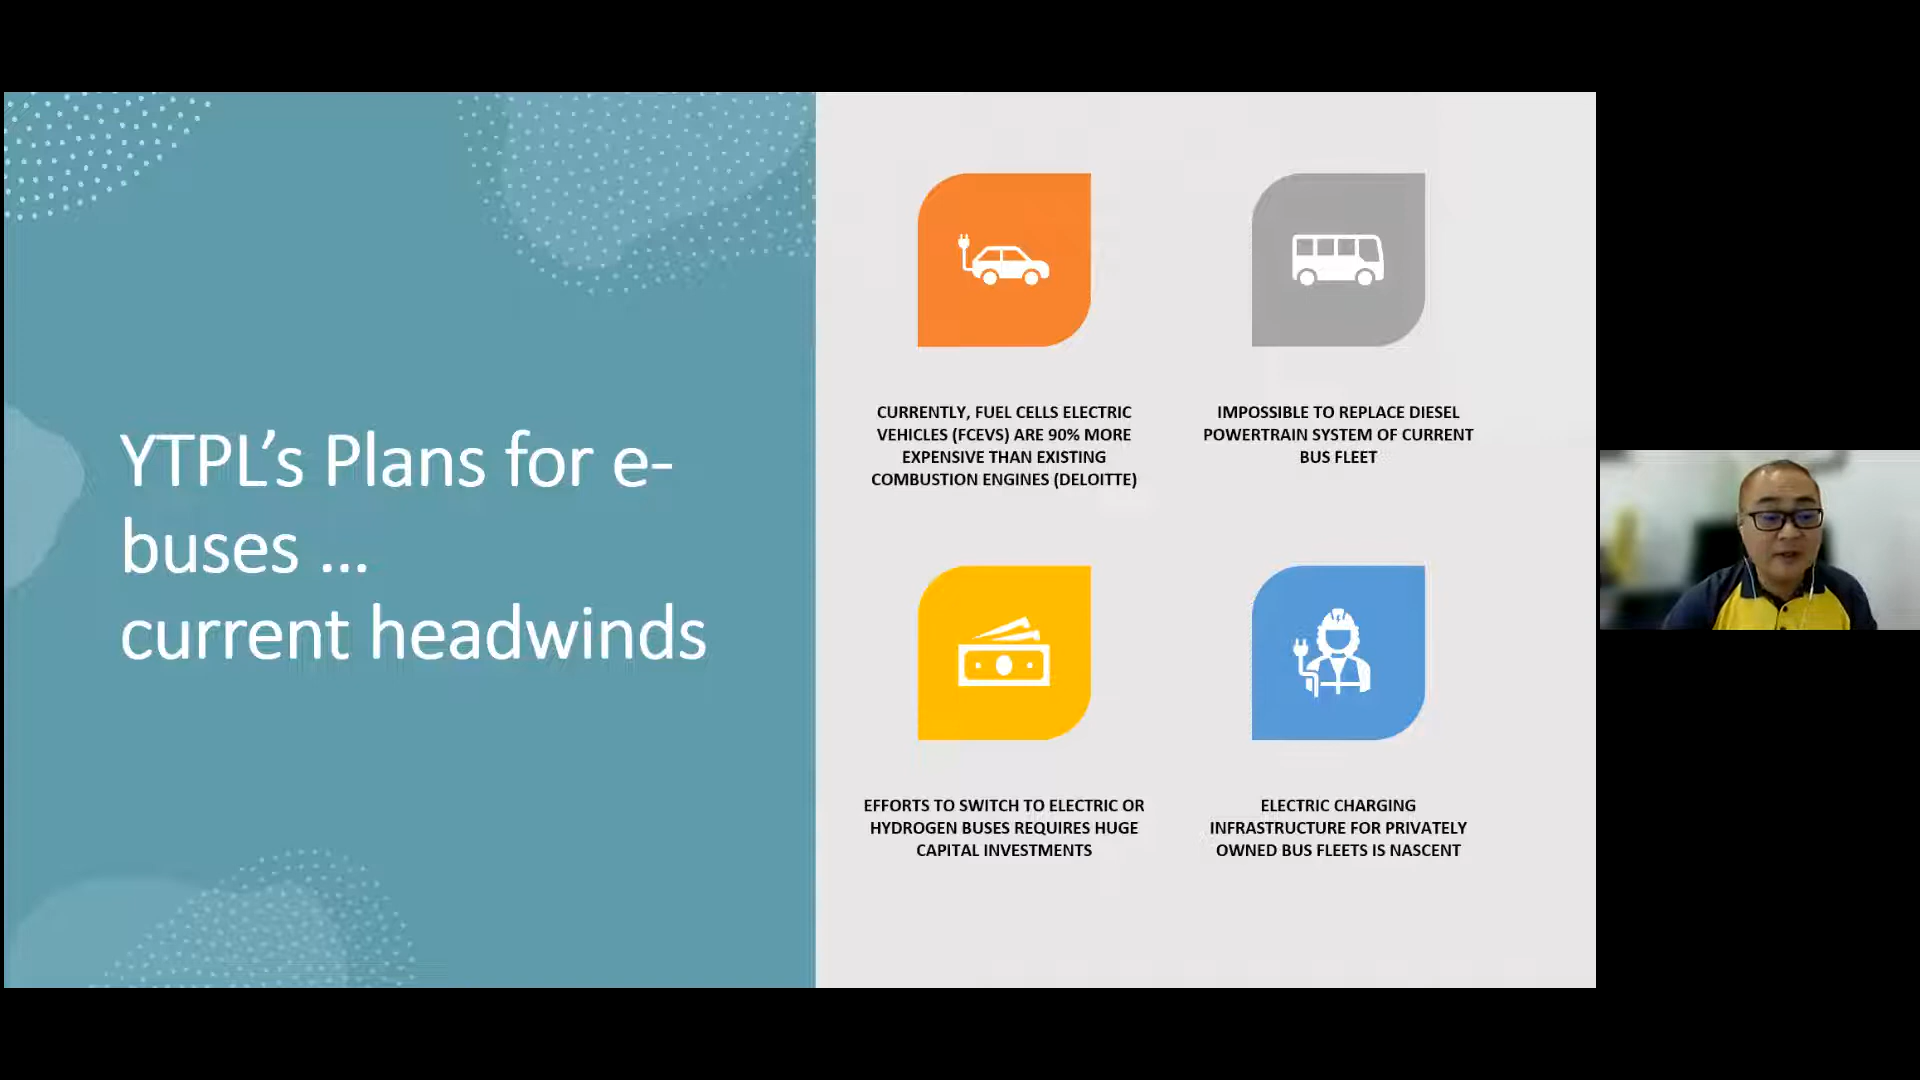 YTPL’s Plans for e-
buses ...
current headwinds
CURRENTLY, FUEL CELLS ELECTRIC
VEHICLES (FCEVS) ARE 90% MORE
EXPENSIVE THAN EXISTING
COMBUSTION ENGINES (DELOITTE)
IMPOSSIBLE TO REPLACE DIESEL
POWERTRAIN SYSTEM OF CURRENT
BUS FLEET
EFFORTS TO SWITCH TO ELECTRIC OR
HYDROGEN BUSES REQUIRES HUGE
CAPITAL INVESTMENTS
ELECTRIC CHARGING
INFRASTRUCTURE FOR PRIVATELY
OWNED BUS FLEETS IS NASCENT